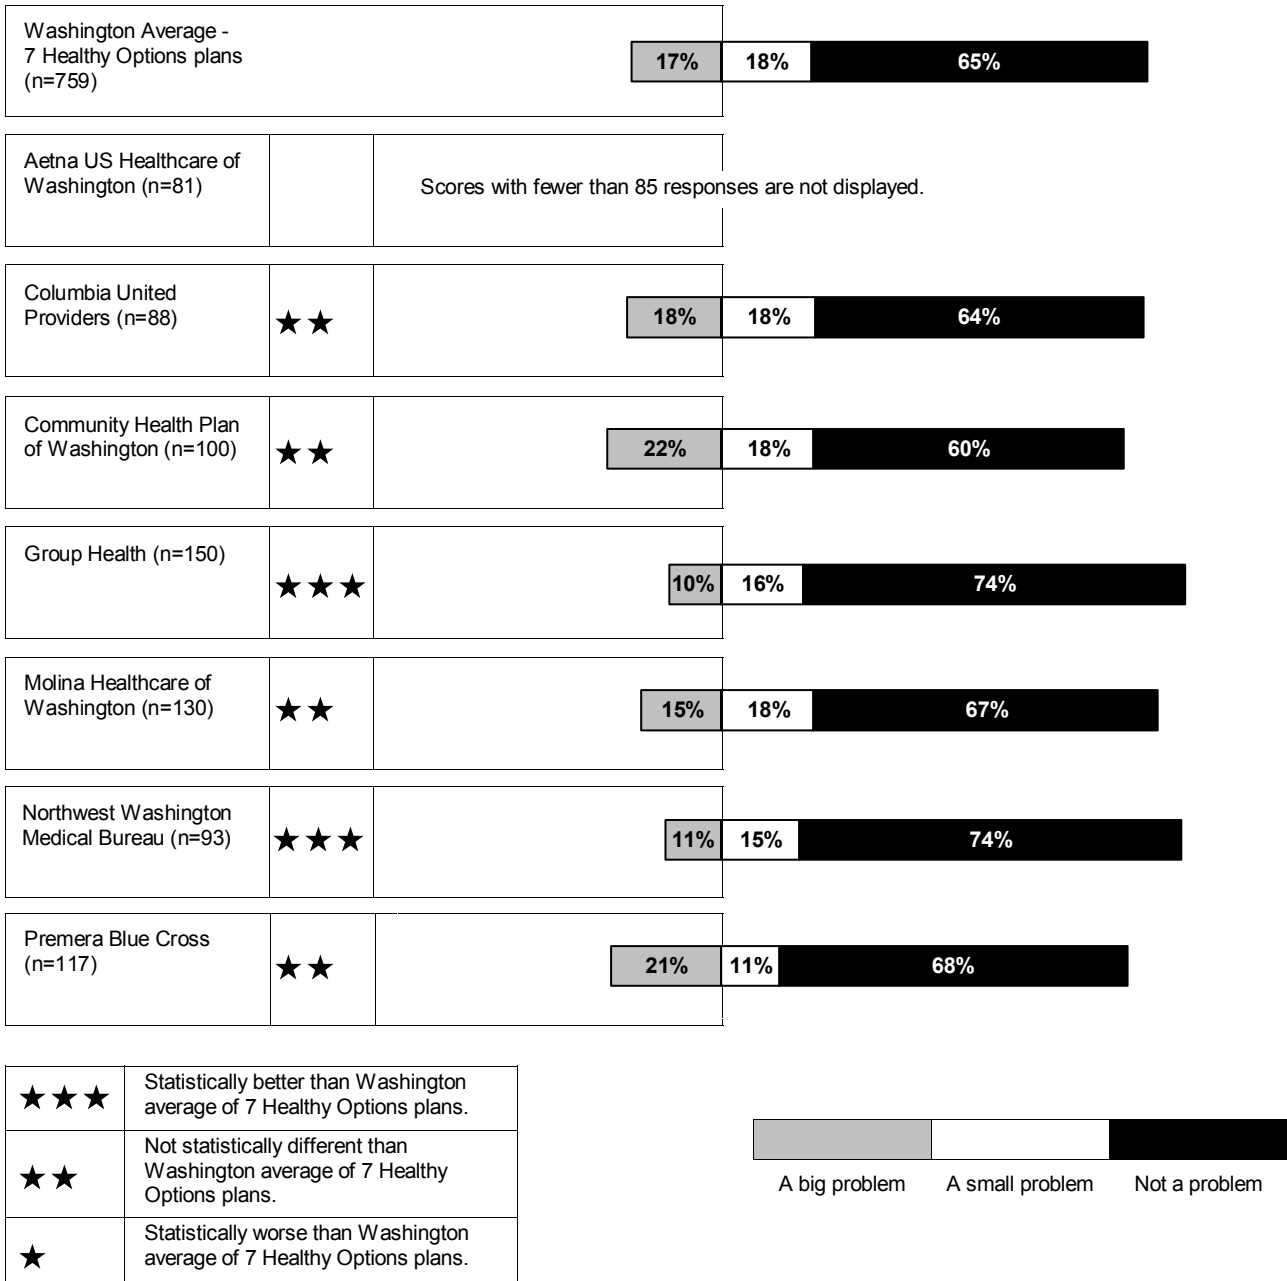 Washington Average -
7 Healthy Options plans
(n=759)
17% 18% 65%
Aetna US Healthcare of
Washington (n=81)
Scores with fewer than 85 responses are not displayed.
Columbia United
Providers (n=88)
★★
18% 18% 64%
Community Health Plan
of Washington (n=100)
★★
22% 18% 60%
Group Health (n=150)
★★★
10% 16% 74%
Molina Healthcare of
Washington (n=130)
★★
15% 18% 67%
Northwest Washington
Medical Bureau (n=93)
★★★
11% 15% 74%
Premera Blue Cross
(n=117)
★★
21% 11% 68%
★★★
Statistically better than Washington
average of 7 Healthy Options plans.
★★
Not statistically different than
Washington average of 7 Healthy
Options plans.
★
Statistically worse than Washington
average of 7 Healthy Options plans.
A big problem A small problem Not a problem